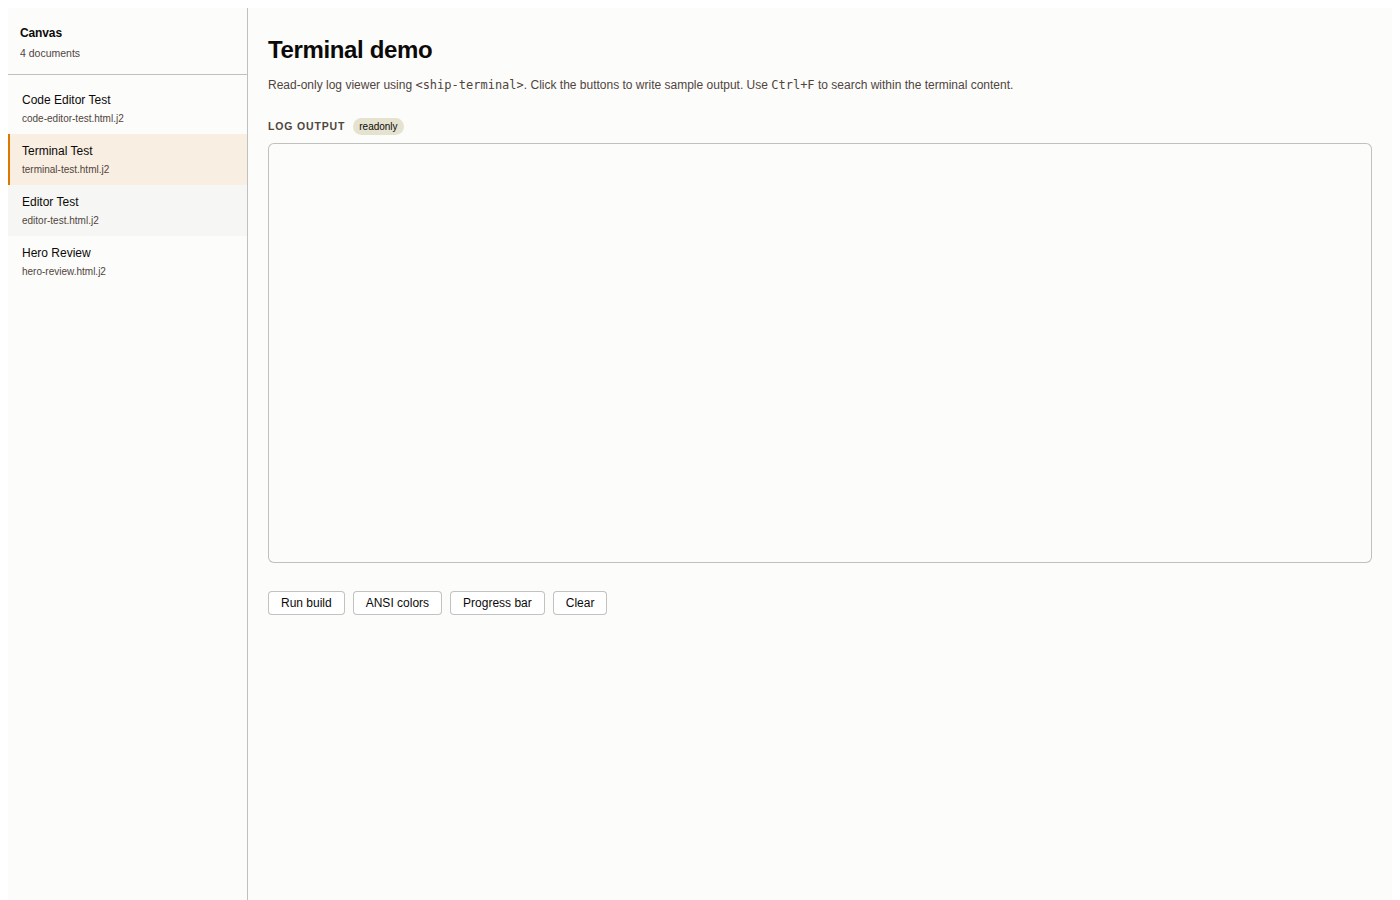 Canvas
4 documents
Code Editor Test
code-editor-test.html.j2
Terminal Test
terminal-test.html.j2
Editor Test
editor-test.html.j2
Hero Review
hero-review.html.j2
Terminal demo
Read-only log viewer using <ship-terminal>. Click the buttons to write sample output. Use Ctrl+F to search within the terminal content.
LOG OUTPUT readonly
Run build ANSI colors Progress bar Clear